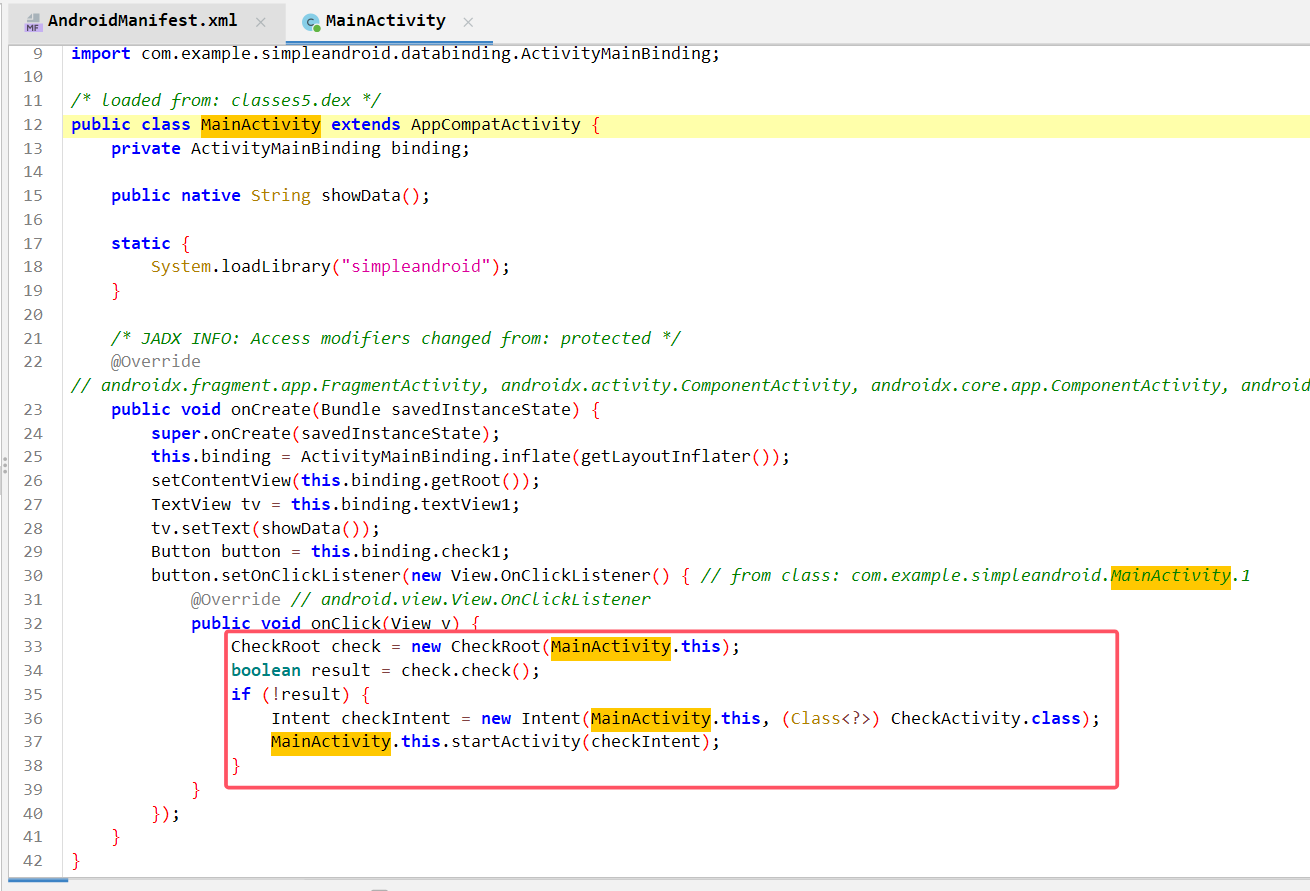 MF AndroidManifest.xml × C MainActivity ×
9 import com.example.simpleandroid.databinding.ActivityMainBinding;
10
11 /* loaded from: classes5.dex */
12 public class MainActivity extends AppCompatActivity {
13     private ActivityMainBinding binding;
14
15     public native String showData();
16
17     static {
18         System.loadLibrary("simpleandroid");
19     }
20
21     /* JADX INFO: Access modifiers changed from: protected */
22     @Override
// androidx.fragment.app.FragmentActivity, androidx.activity.ComponentActivity, androidx.core.app.ComponentActivity, android
23     public void onCreate(Bundle savedInstanceState) {
24         super.onCreate(savedInstanceState);
25         this.binding = ActivityMainBinding.inflate(getLayoutInflater());
26         setContentView(this.binding.getRoot());
27         TextView tv = this.binding.textView1;
28         tv.setText(showData());
29         Button button = this.binding.check1;
30         button.setOnClickListener(new View.OnClickListener() { // from class: com.example.simpleandroid.MainActivity.1
31             @Override // android.view.View.OnClickListener
32             public void onClick(View v) {
33                 CheckRoot check = new CheckRoot(MainActivity.this);
34                 boolean result = check.check();
35                 if (!result) {
36                     Intent checkIntent = new Intent(MainActivity.this, (Class<?>) CheckActivity.class);
37                     MainActivity.this.startActivity(checkIntent);
38                 }
39             }
40         });
41     }
42 }